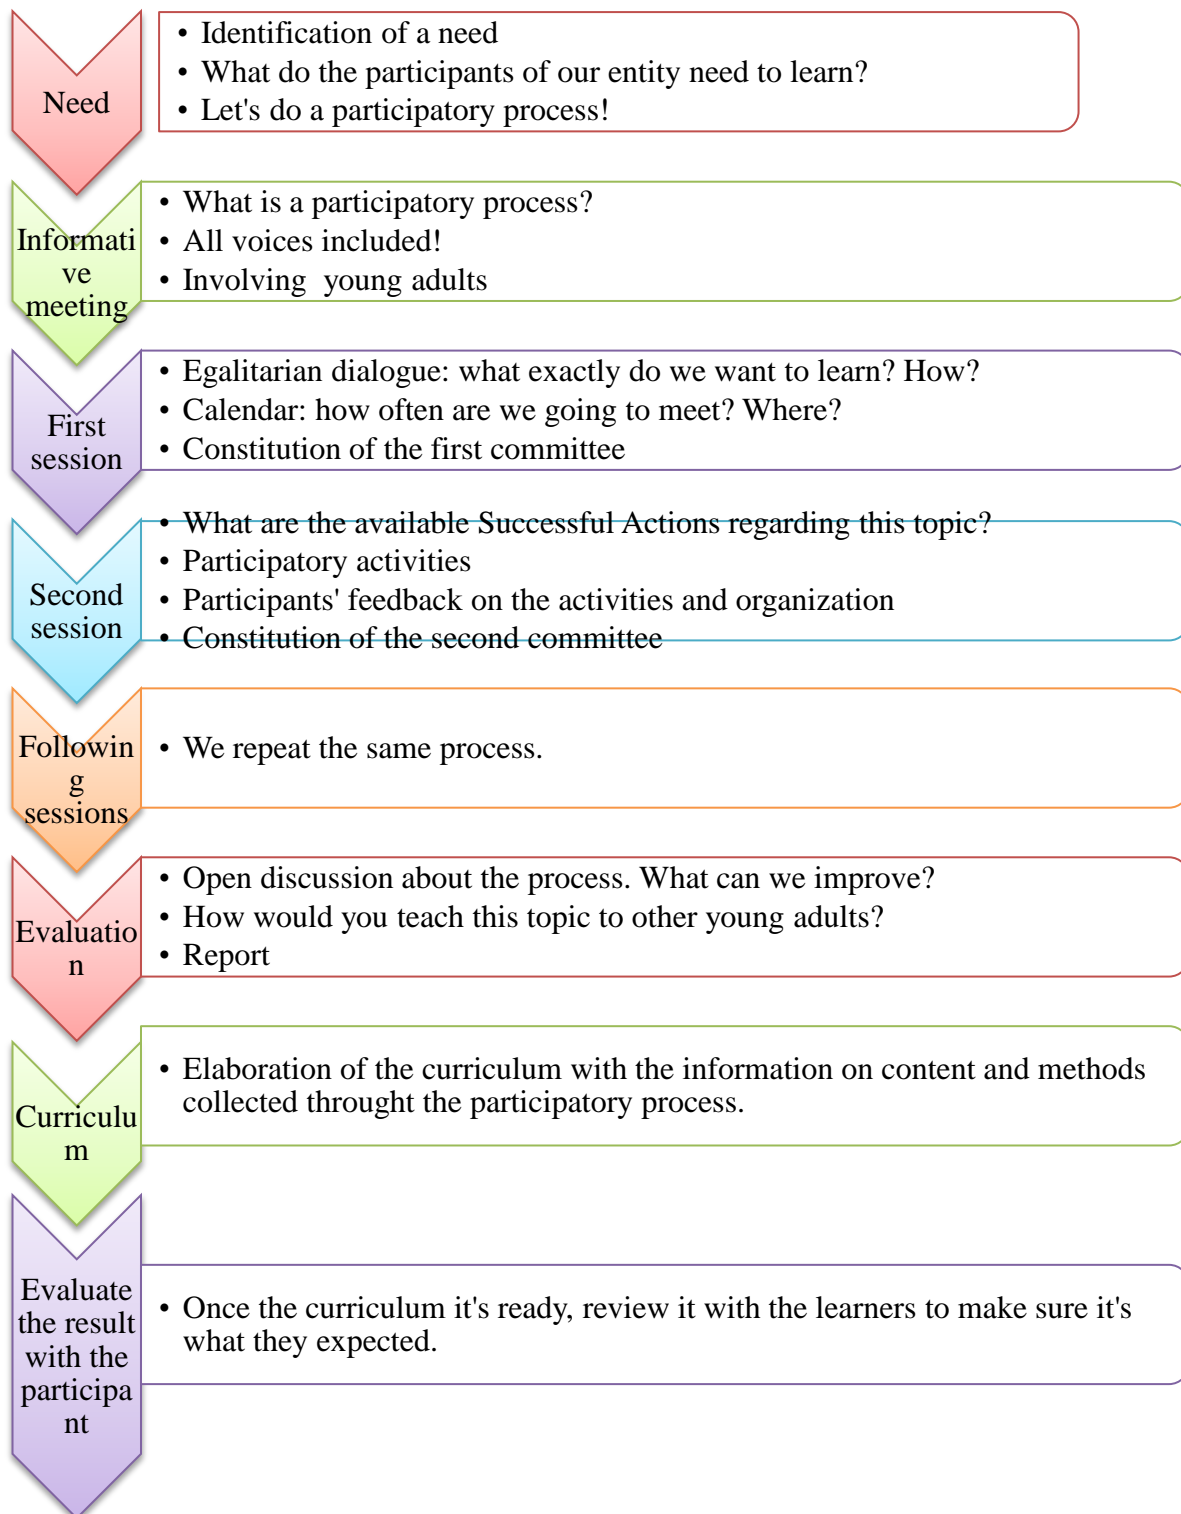 Need
• Identification of a need
• What do the participants of our entity need to learn?
• Let's do a participatory process!
Informati
ve
meeting
• What is a participatory process?
• All voices included!
• Involving  young adults
First
session
• Egalitarian dialogue: what exactly do we want to learn? How?
• Calendar: how often are we going to meet? Where?
• Constitution of the first committee
Second
session
• What are the available Successful Actions regarding this topic?
• Participatory activities
• Participants' feedback on the activities and organization
• Constitution of the second committee
Followin
g
sessions
• We repeat the same process.
Evaluatio
n
• Open discussion about the process. What can we improve?
• How would you teach this topic to other young adults?
• Report
Curriculu
m
• Elaboration of the curriculum with the information on content and methods
collected throught the participatory process.
Evaluate
the result
with the
participa
nt
• Once the curriculum it's ready, review it with the learners to make sure it's
what they expected.